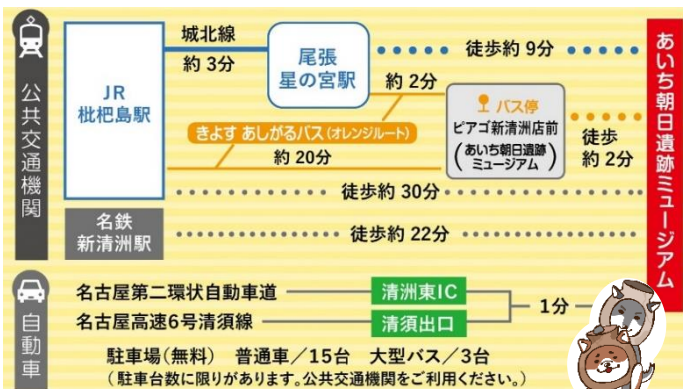 公共交通機関
JR
枇杷島駅
城北線
約3分
尾張
星の宮駅
徒歩約9分
約2分
きよす あしがるバス(オレンジルート)
約20分
バス停
ピアゴ新清洲店前
(あいち朝日遺跡
ミュージアム)
徒歩
約2分
徒歩約30分
名鉄
新清洲駅
徒歩約22分
あいち朝日遺跡ミュージアム
自動車
名古屋第二環状自動車道
清洲東IC
名古屋高速6号清須線
清須出口
1分
駐車場(無料) 普通車/15台 大型バス/3台
(駐車台数に限りがあります。公共交通機関をご利用ください。)